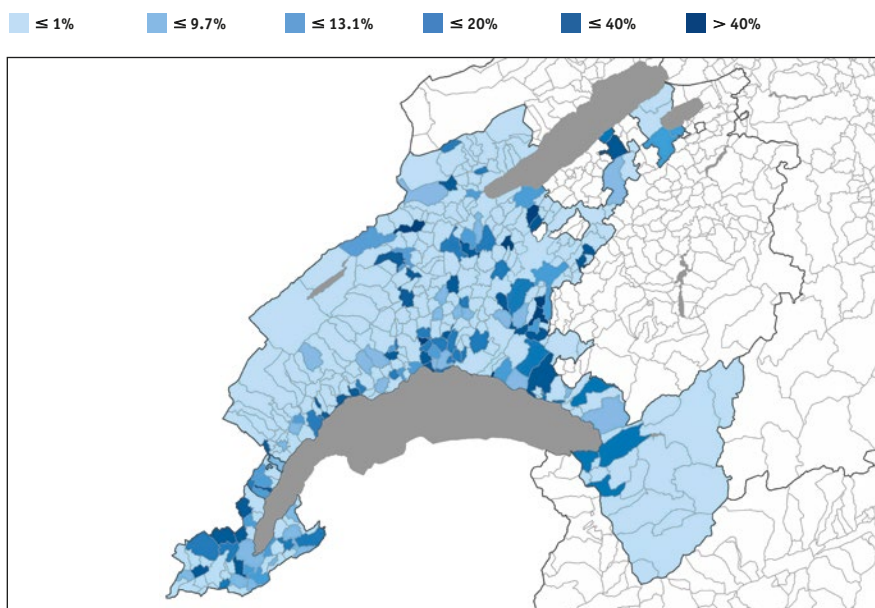 ≤ 1% ≤ 9.7% ≤ 13.1% ≤ 20% ≤ 40% > 40%